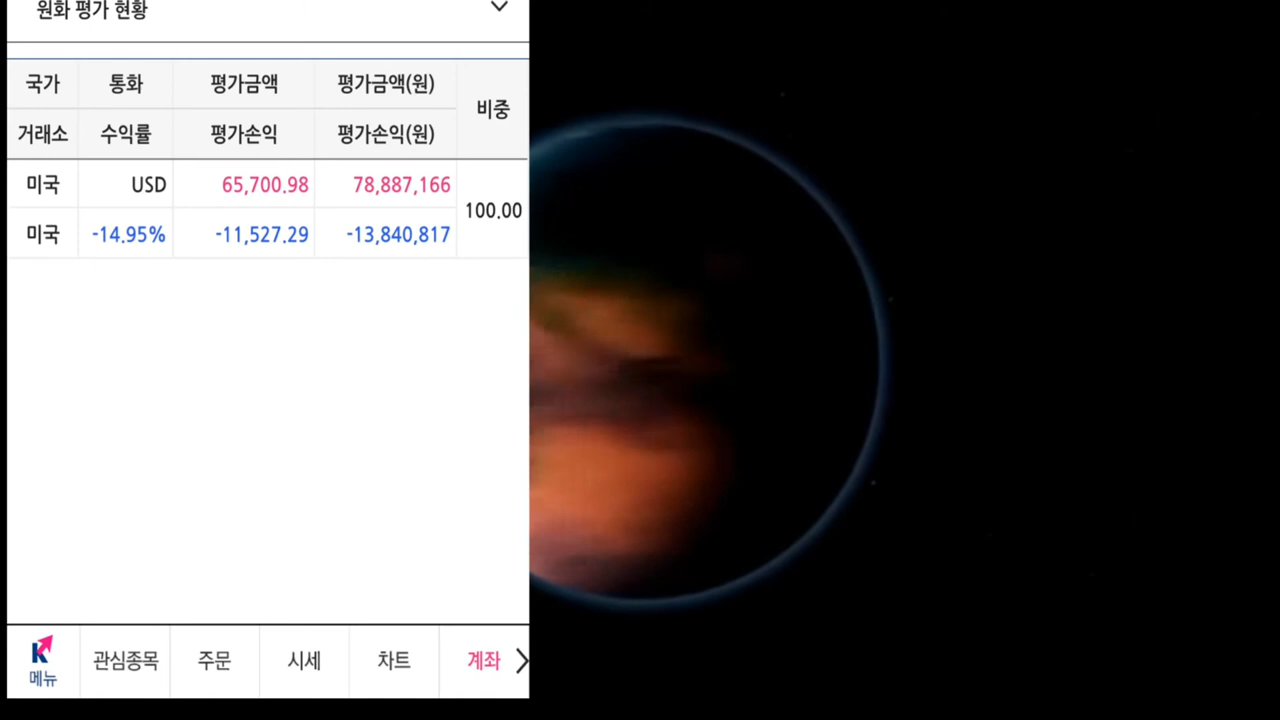 원화 평가 현황
국가 통화 평가금액 평가금액(원) 비중
거래소 수익률 평가손익 평가손익(원)
미국 USD 65,700.98 78,887,166 100.00
미국 -14.95% -11,527.29 -13,840,817
K
메뉴 관심종목 주문 시세 차트 계좌